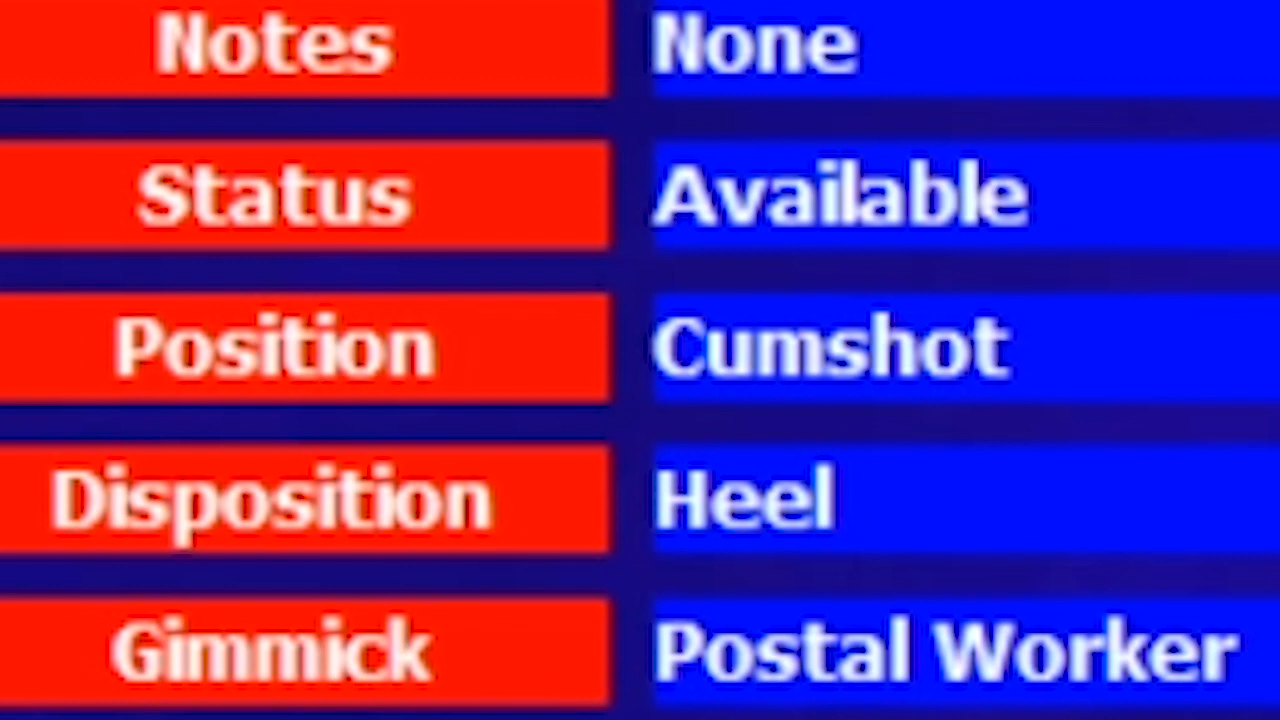 Notes None
Status Available
Position Cumshot
Disposition Heel
Gimmick Postal Worker